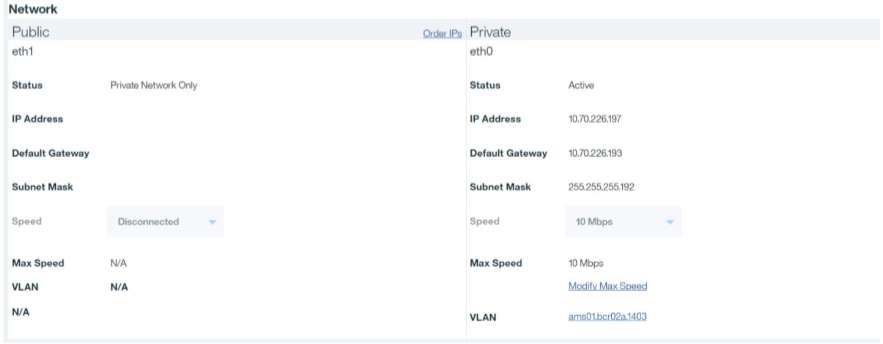 Network
Public
Order IPs
eth1
Status Private Network Only
IP Address
Default Gateway
Subnet Mask
Speed Disconnected
Max Speed N/A
VLAN N/A
N/A
Private
eth0
Status Active
IP Address 10.70.226.197
Default Gateway 10.70.226.193
Subnet Mask 255.255.255.192
Speed 10 Mbps
Max Speed 10 Mbps
Modify Max Speed
VLAN ams01.bcr02a.1403